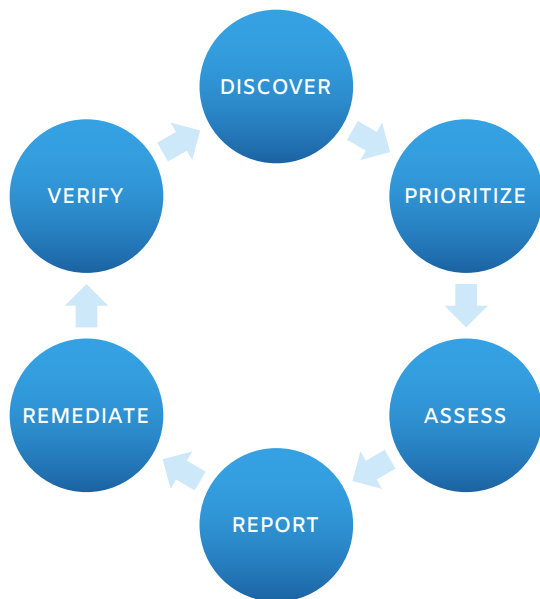 DISCOVER
PRIORITIZE
ASSESS
REPORT
REMEDIATE
VERIFY